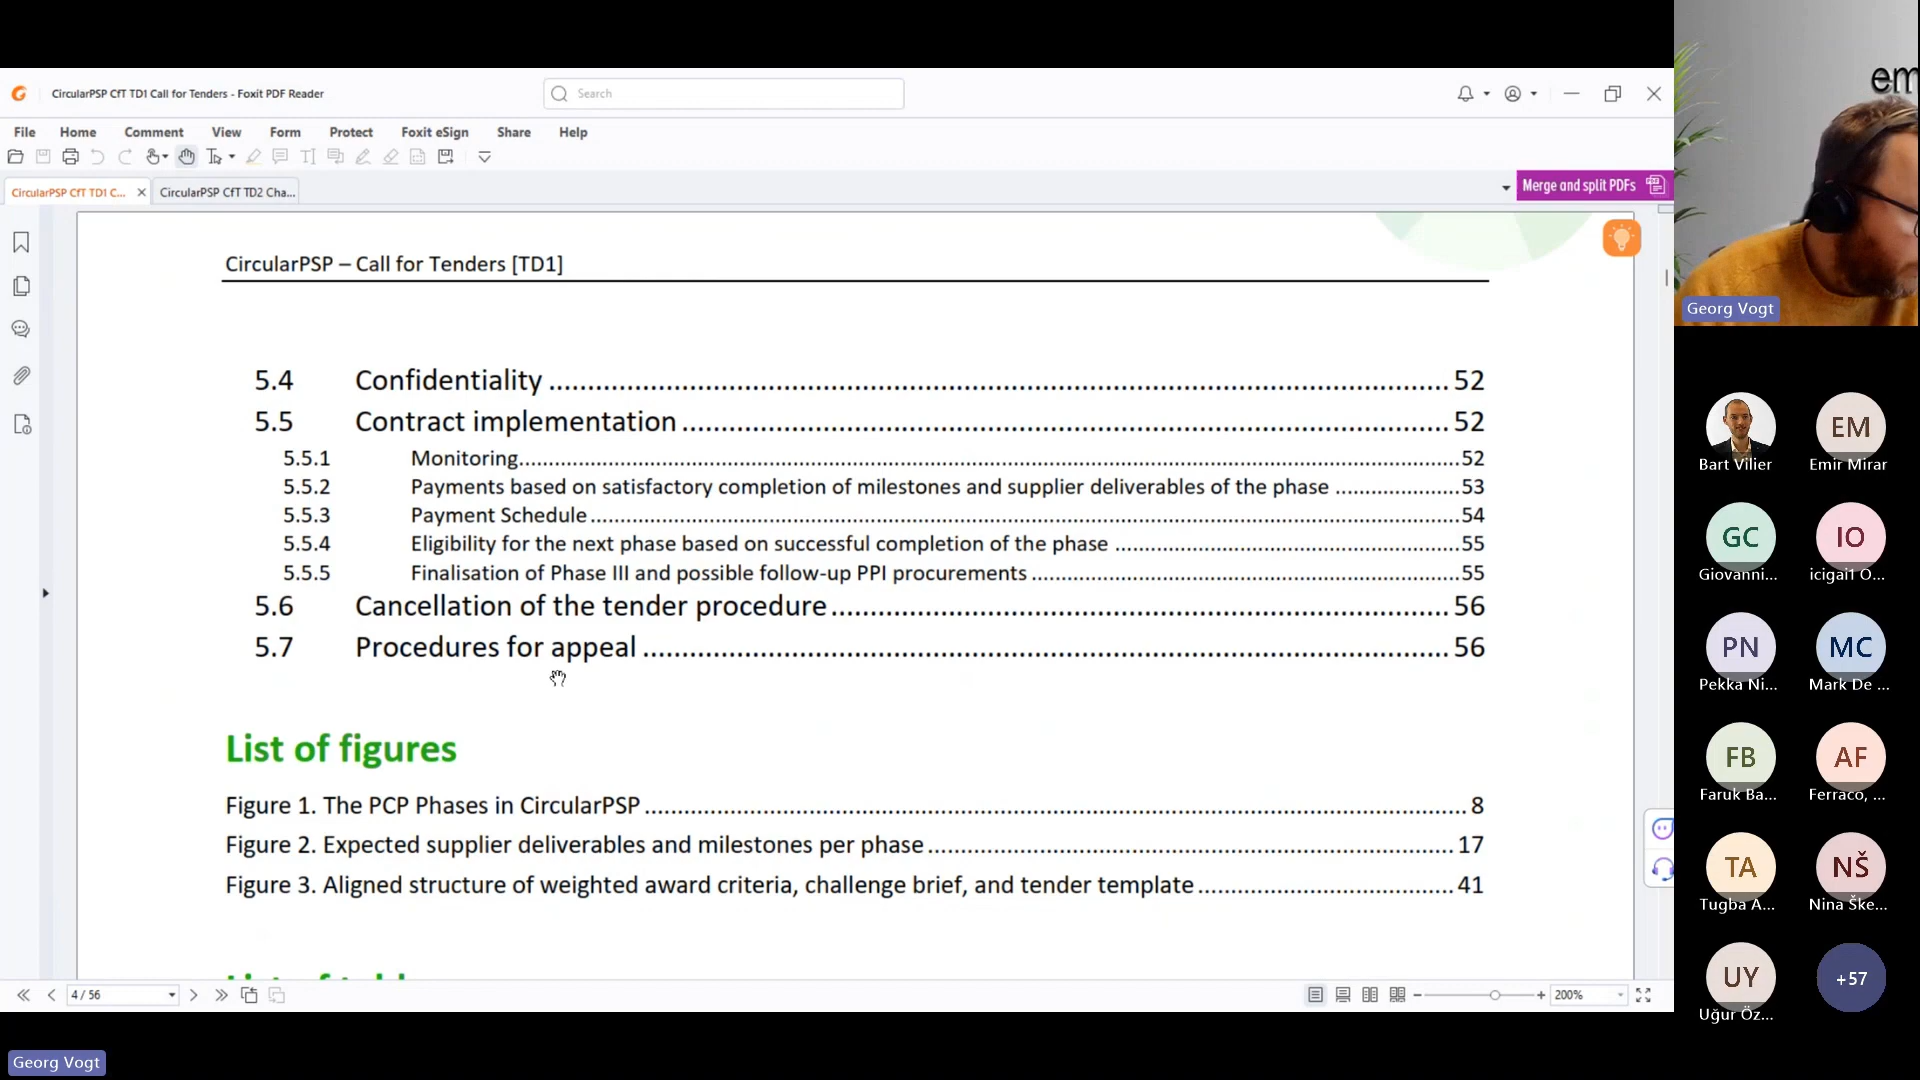 CircularPSP CfT TD1 Call for Tenders - Foxit PDF Reader
Search
File Home Comment View Form Protect Foxit eSign Share Help
CircularPSP CfT TD1 C...
CircularPSP CfT TD2 Cha...
Merge and split PDFs
CircularPSP – Call for Tenders [TD1]
5.4 Confidentiality 52
5.5 Contract implementation 52
5.5.1 Monitoring 52
5.5.2 Payments based on satisfactory completion of milestones and supplier deliverables of the phase 53
5.5.3 Payment Schedule 54
5.5.4 Eligibility for the next phase based on successful completion of the phase 55
5.5.5 Finalisation of Phase III and possible follow-up PPI procurements 55
5.6 Cancellation of the tender procedure 56
5.7 Procedures for appeal 56
List of figures
Figure 1. The PCP Phases in CircularPSP 8
Figure 2. Expected supplier deliverables and milestones per phase 17
Figure 3. Aligned structure of weighted award criteria, challenge brief, and tender template 41
4 / 56
200%
Georg Vogt
em
Georg Vogt
Bart Vilier
EM
Emir Mirar
GC
Giovanni...
IO
icigai1 O...
PN
Pekka Ni...
MC
Mark De ...
FB
Faruk Ba...
AF
Ferraco, ...
TA
Tugba A...
NŠ
Nina Ške...
UY
Uğur Öz...
+57